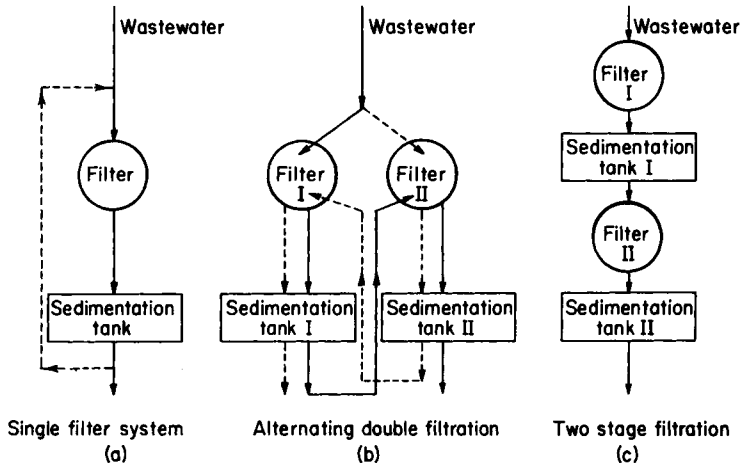 Wastewater
Filter
Sedimentation
tank
Single filter system
(a)
Wastewater
Filter
I
Filter
II
Sedimentation
tank I
Sedimentation
tank II
Alternating double filtration
(b)
Wastewater
Filter
I
Sedimentation
tank I
Filter
II
Sedimentation
tank II
Two stage filtration
(c)